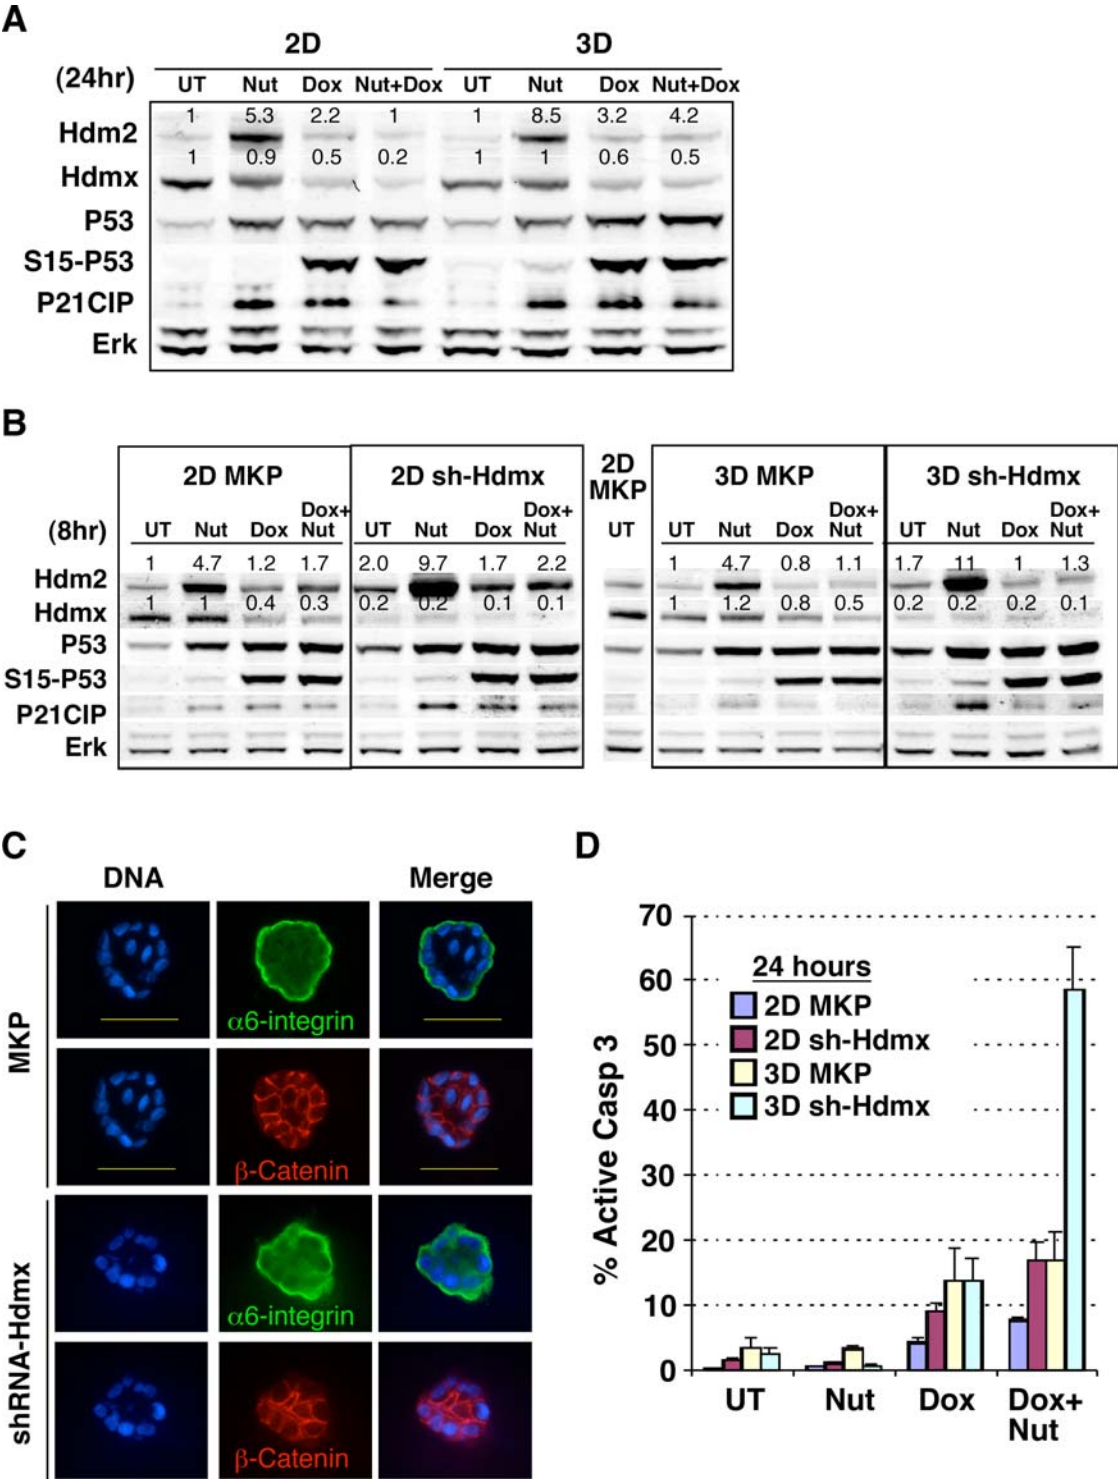 A
2D 3D
(24hr) UT Nut Dox Nut+Dox UT Nut Dox Nut+Dox
1 5.3 2.2 1 1 8.5 3.2 4.2
Hdm2
1 0.9 0.5 0.2 1 1 0.6 0.5
Hdmx
P53
S15-P53
P21CIP
Erk
B
2D MKP 2D sh-Hdmx 2D MKP 3D MKP 3D sh-Hdmx
(8hr) UT Nut Dox Dox+ Nut UT Nut Dox Dox+ Nut UT UT Nut Dox Dox+ Nut UT Nut Dox Dox+ Nut
1 4.7 1.2 1.7 2.0 9.7 1.7 2.2 1 4.7 0.8 1.1 1.7 11 1 1.3
Hdm2
1 1 0.4 0.3 0.2 0.2 0.1 0.1 1 1.2 0.8 0.5 0.2 0.2 0.2 0.1
Hdmx
P53
S15-P53
P21CIP
Erk
C
DNA Merge
MKP
α6-integrin
β-Catenin
shRNA-Hdmx
α6-integrin
β-Catenin
D
% Active Casp 3
70
60
50
40
30
20
10
0
24 hours
2D MKP
2D sh-Hdmx
3D MKP
3D sh-Hdmx
UT Nut Dox Dox+
Nut